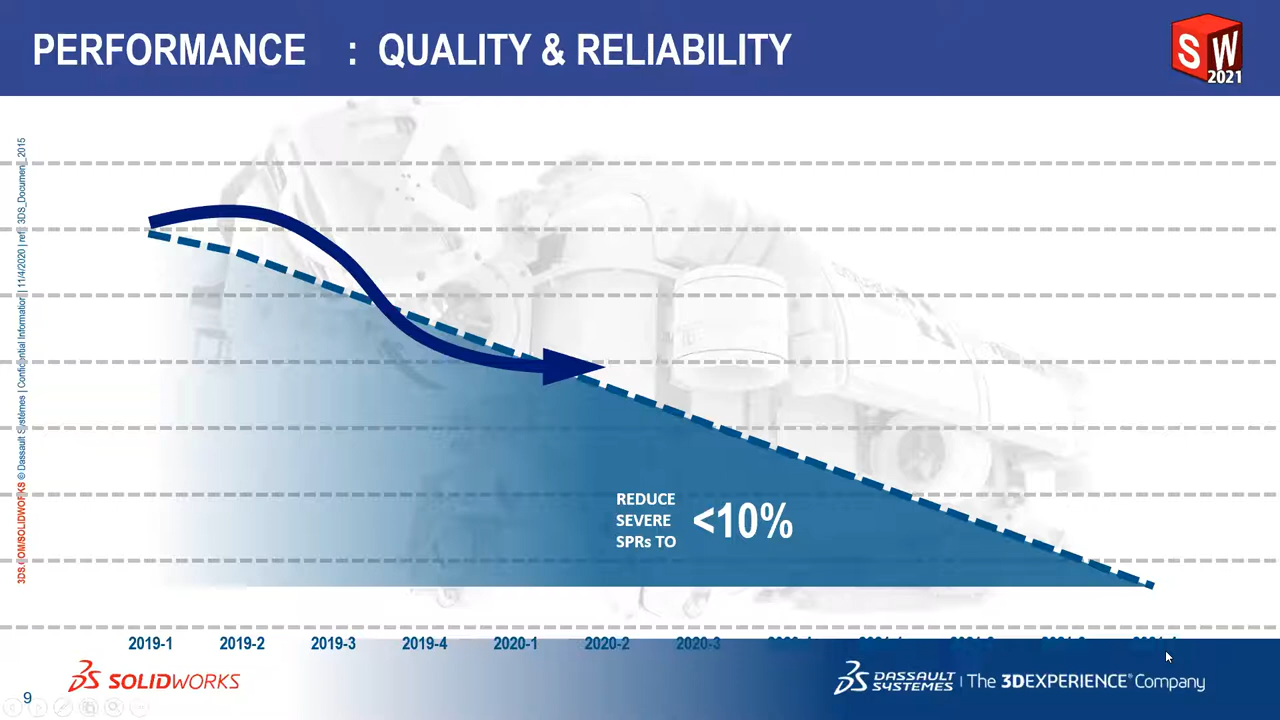 PERFORMANCE : QUALITY & RELIABILITY
SW
2021
3DS.COM/SOLIDWORKS © Dassault Systèmes | Confidential Information | 11/4/2020 | ref.: 3DS_Document_2015
REDUCE
SEVERE
SPRs TO
<10%
2019-1 2019-2 2019-3 2019-4 2020-1 2020-2 2020-3
SOLIDWORKS
DASSAULT
SYSTEMES
| The 3DEXPERIENCE® Company
9